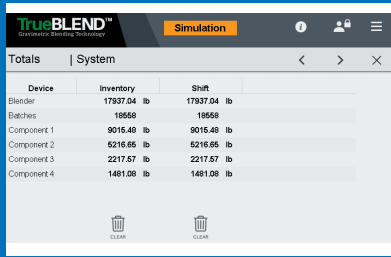 TrueBLEND™
Gravimetric Blending Technology
Simulation
Totals | System
Device Inventory Shift
Blender 17937.04 lb 17937.04 lb
Batches 18558 18558
Component 1 9015.48 lb 9015.48 lb
Component 2 5216.65 lb 5216.65 lb
Component 3 2217.57 lb 2217.57 lb
Component 4 1481.08 lb 1481.08 lb
CLEAR CLEAR